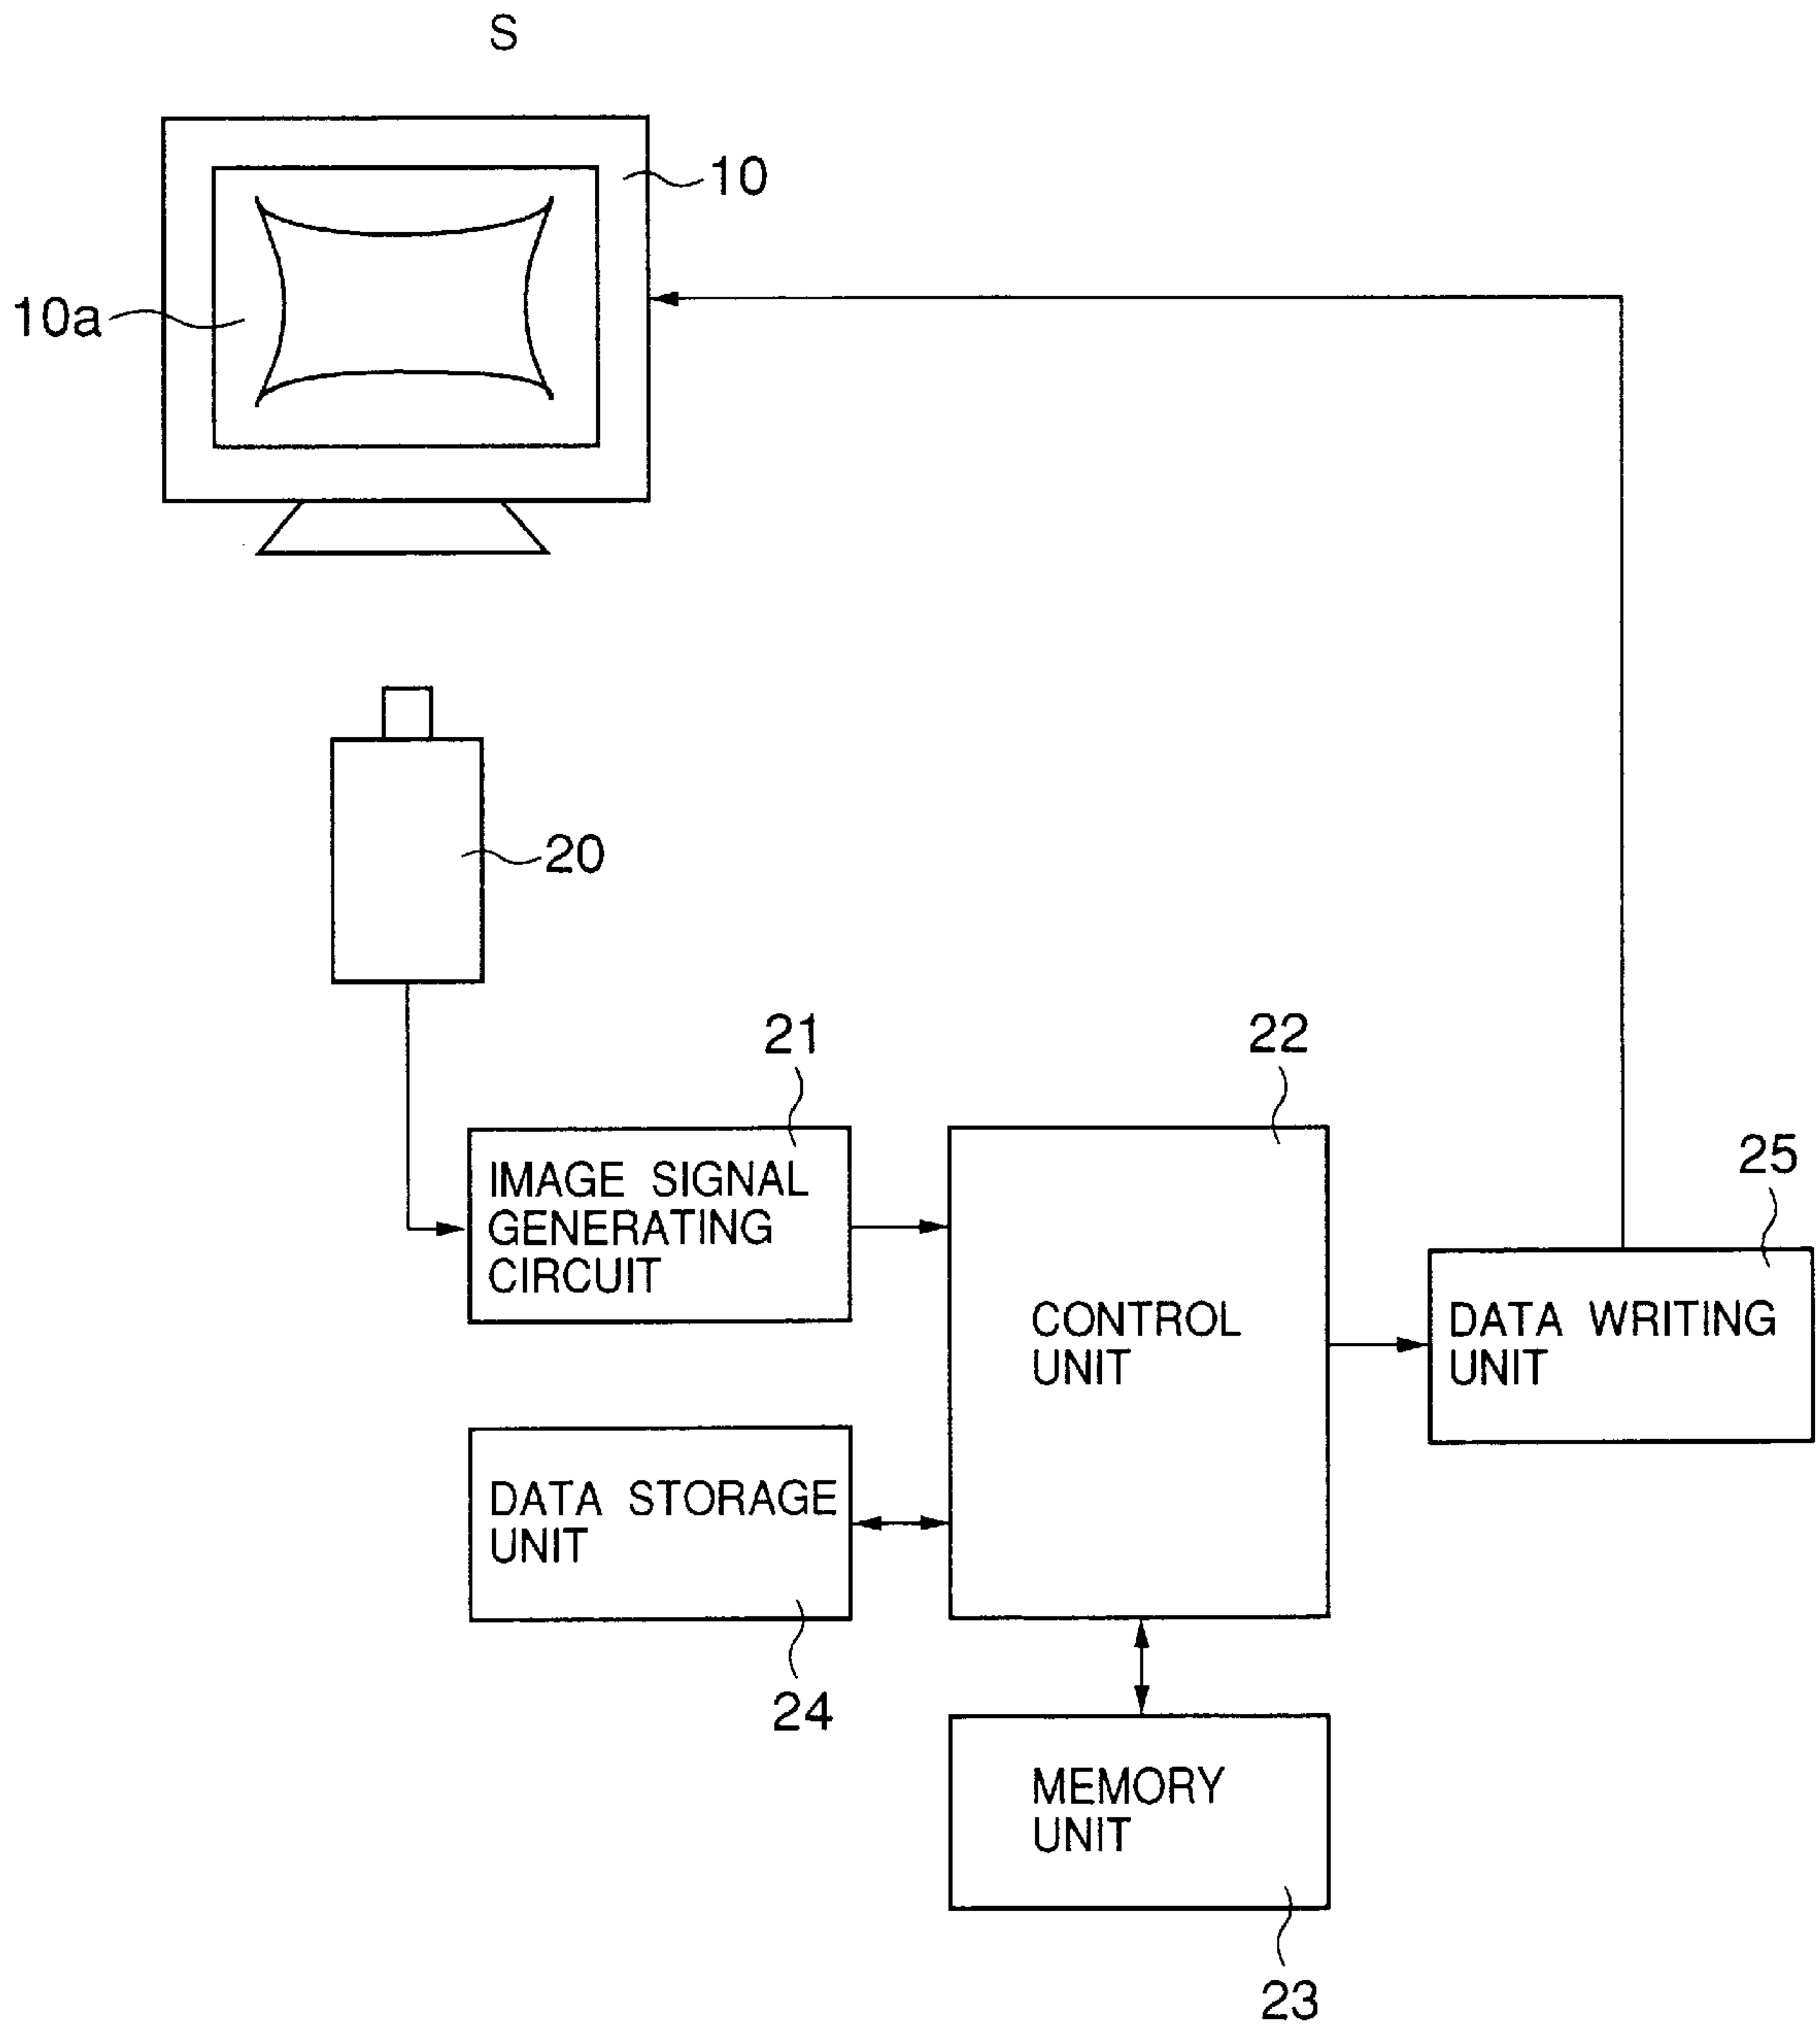 S
10
10a
20
21
22
25
IMAGE SIGNAL
GENERATING
CIRCUIT
CONTROL
UNIT
DATA WRITING
UNIT
DATA STORAGE
UNIT
24
MEMORY
UNIT
23